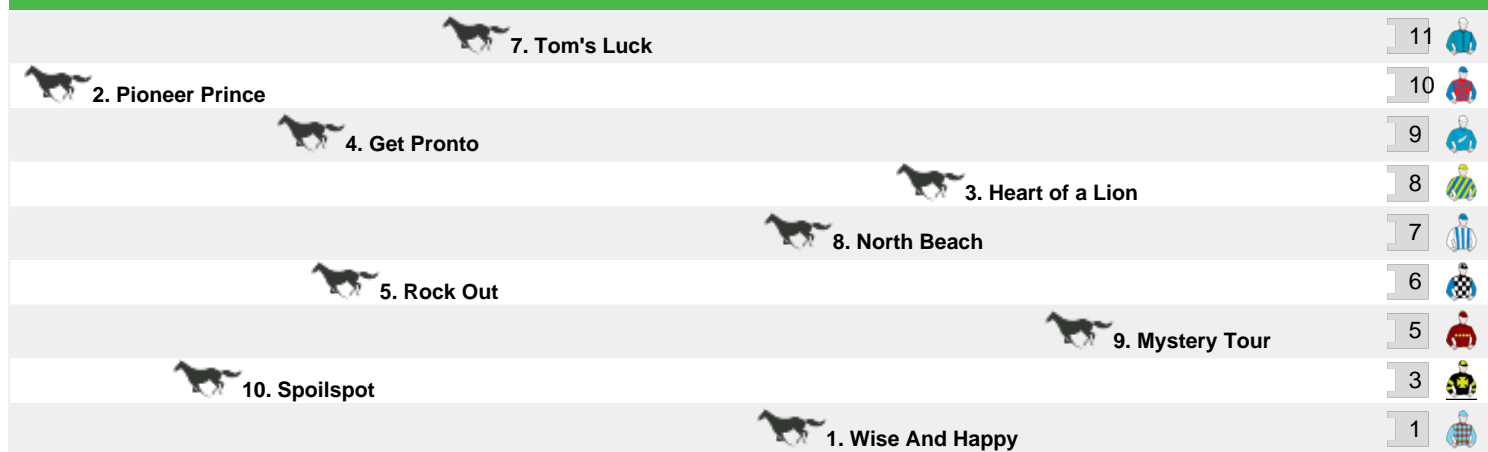 7. Tom's Luck 11
2. Pioneer Prince 10
4. Get Pronto 9
3. Heart of a Lion 8
8. North Beach 7
5. Rock Out 6
9. Mystery Tour 5
10. Spoilspot 3
1. Wise And Happy 1